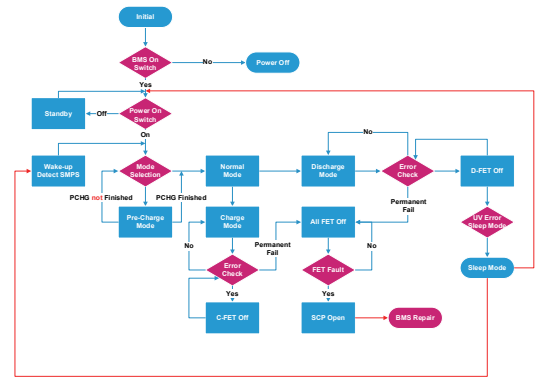 Initial
BMS On
Switch
No
Power Off
Yes
Standby
Off
Power On
Switch
On
No
Wake-up
Detect SMPS
Mode
Selection
Normal
Mode
Discharge
Mode
Error
Check
D-FET Off
PCHG not Finished
PCHG Finished
Permanent
Fail
Pre-Charge
Mode
Charge
Mode
All FET Off
UV Error
Sleep Mode
No
Permanent
Fail
No
Error
Check
FET Fault
Sleep Mode
Yes
Yes
C-FET Off
SCP Open
BMS Repair